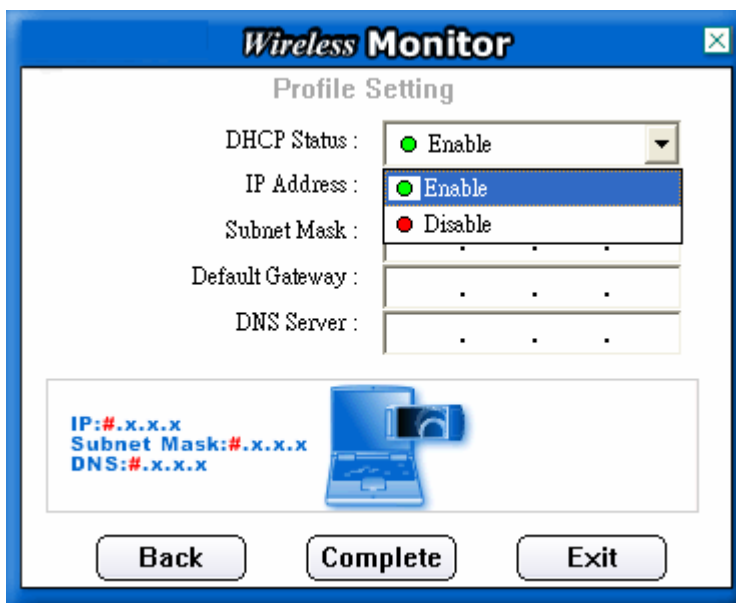 Wireless Monitor
Profile Setting
DHCP Status : Enable
IP Address : Enable
Disable
Subnet Mask : . . .
Default Gateway : . . .
DNS Server : . . .
IP:#.x.x.x
Subnet Mask:#.x.x.x
DNS:#.x.x.x
Back Complete Exit